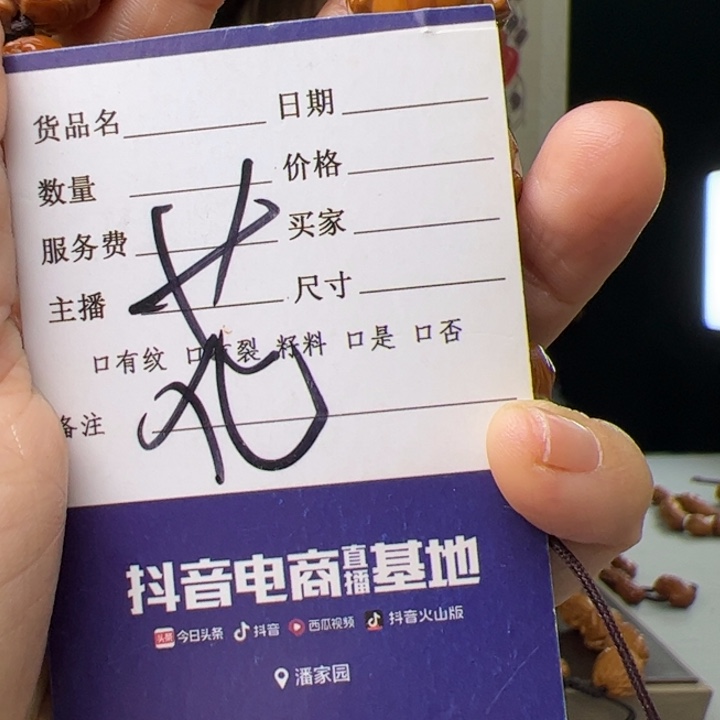 货品名 日期
数量 价格
服务费 买家
主播 尺寸
口有纹 口有裂 籽料 口是 口否
备注
抖音电商直播基地
头条 今日头条 抖音 西瓜视频 抖音火山版
潘家园